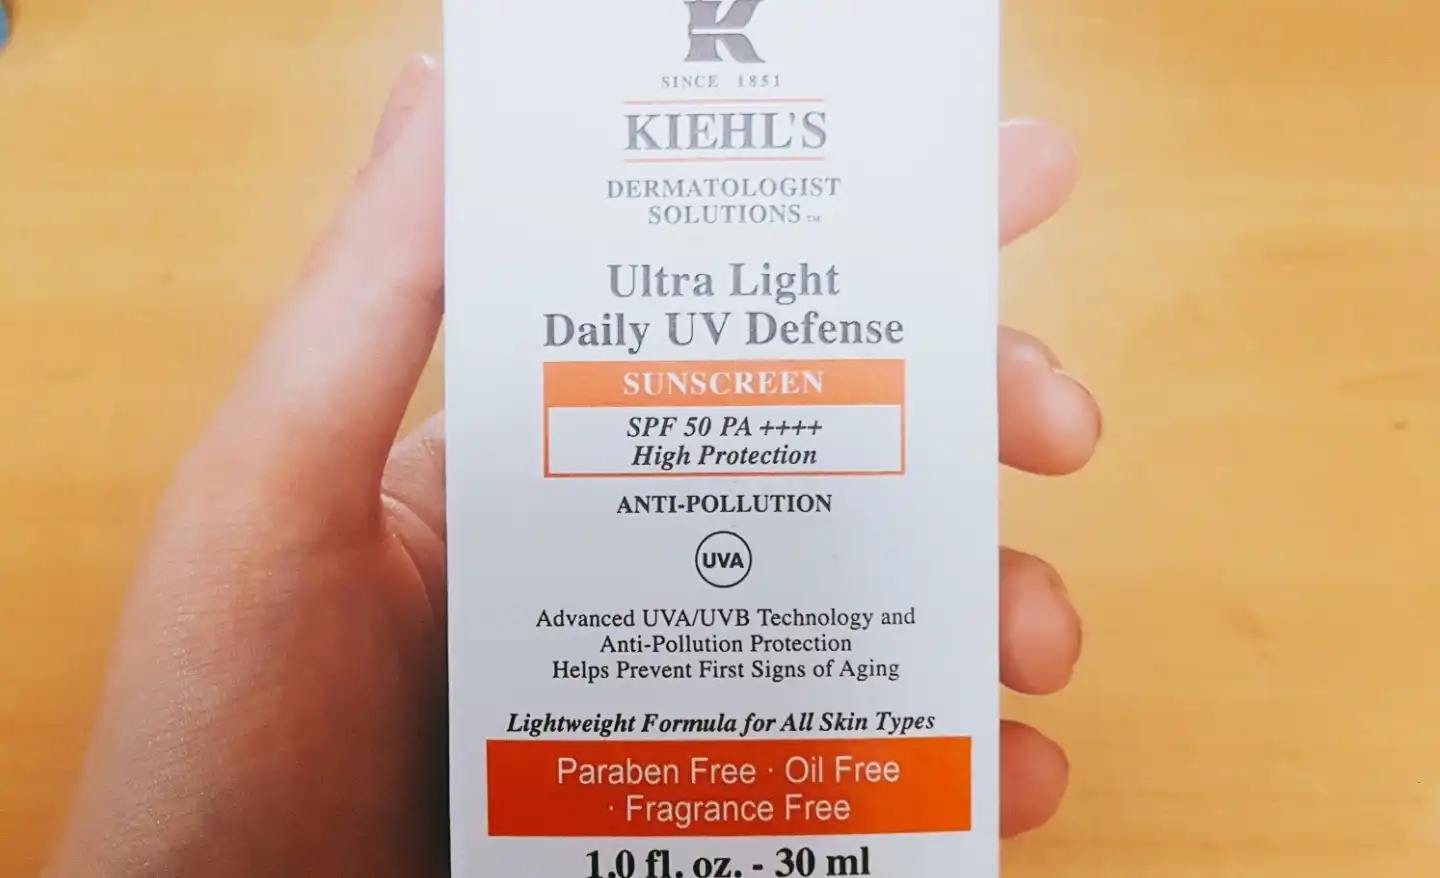 K
SINCE 1851
KIEHL'S
DERMATOLOGIST
SOLUTIONS™
Ultra Light
Daily UV Defense
SUNSCREEN
SPF 50 PA ++++
High Protection
ANTI-POLLUTION
UVA
Advanced UVA/UVB Technology and
Anti-Pollution Protection
Helps Prevent First Signs of Aging
Lightweight Formula for All Skin Types
Paraben Free · Oil Free
· Fragrance Free
1.0 fl. oz. - 30 ml